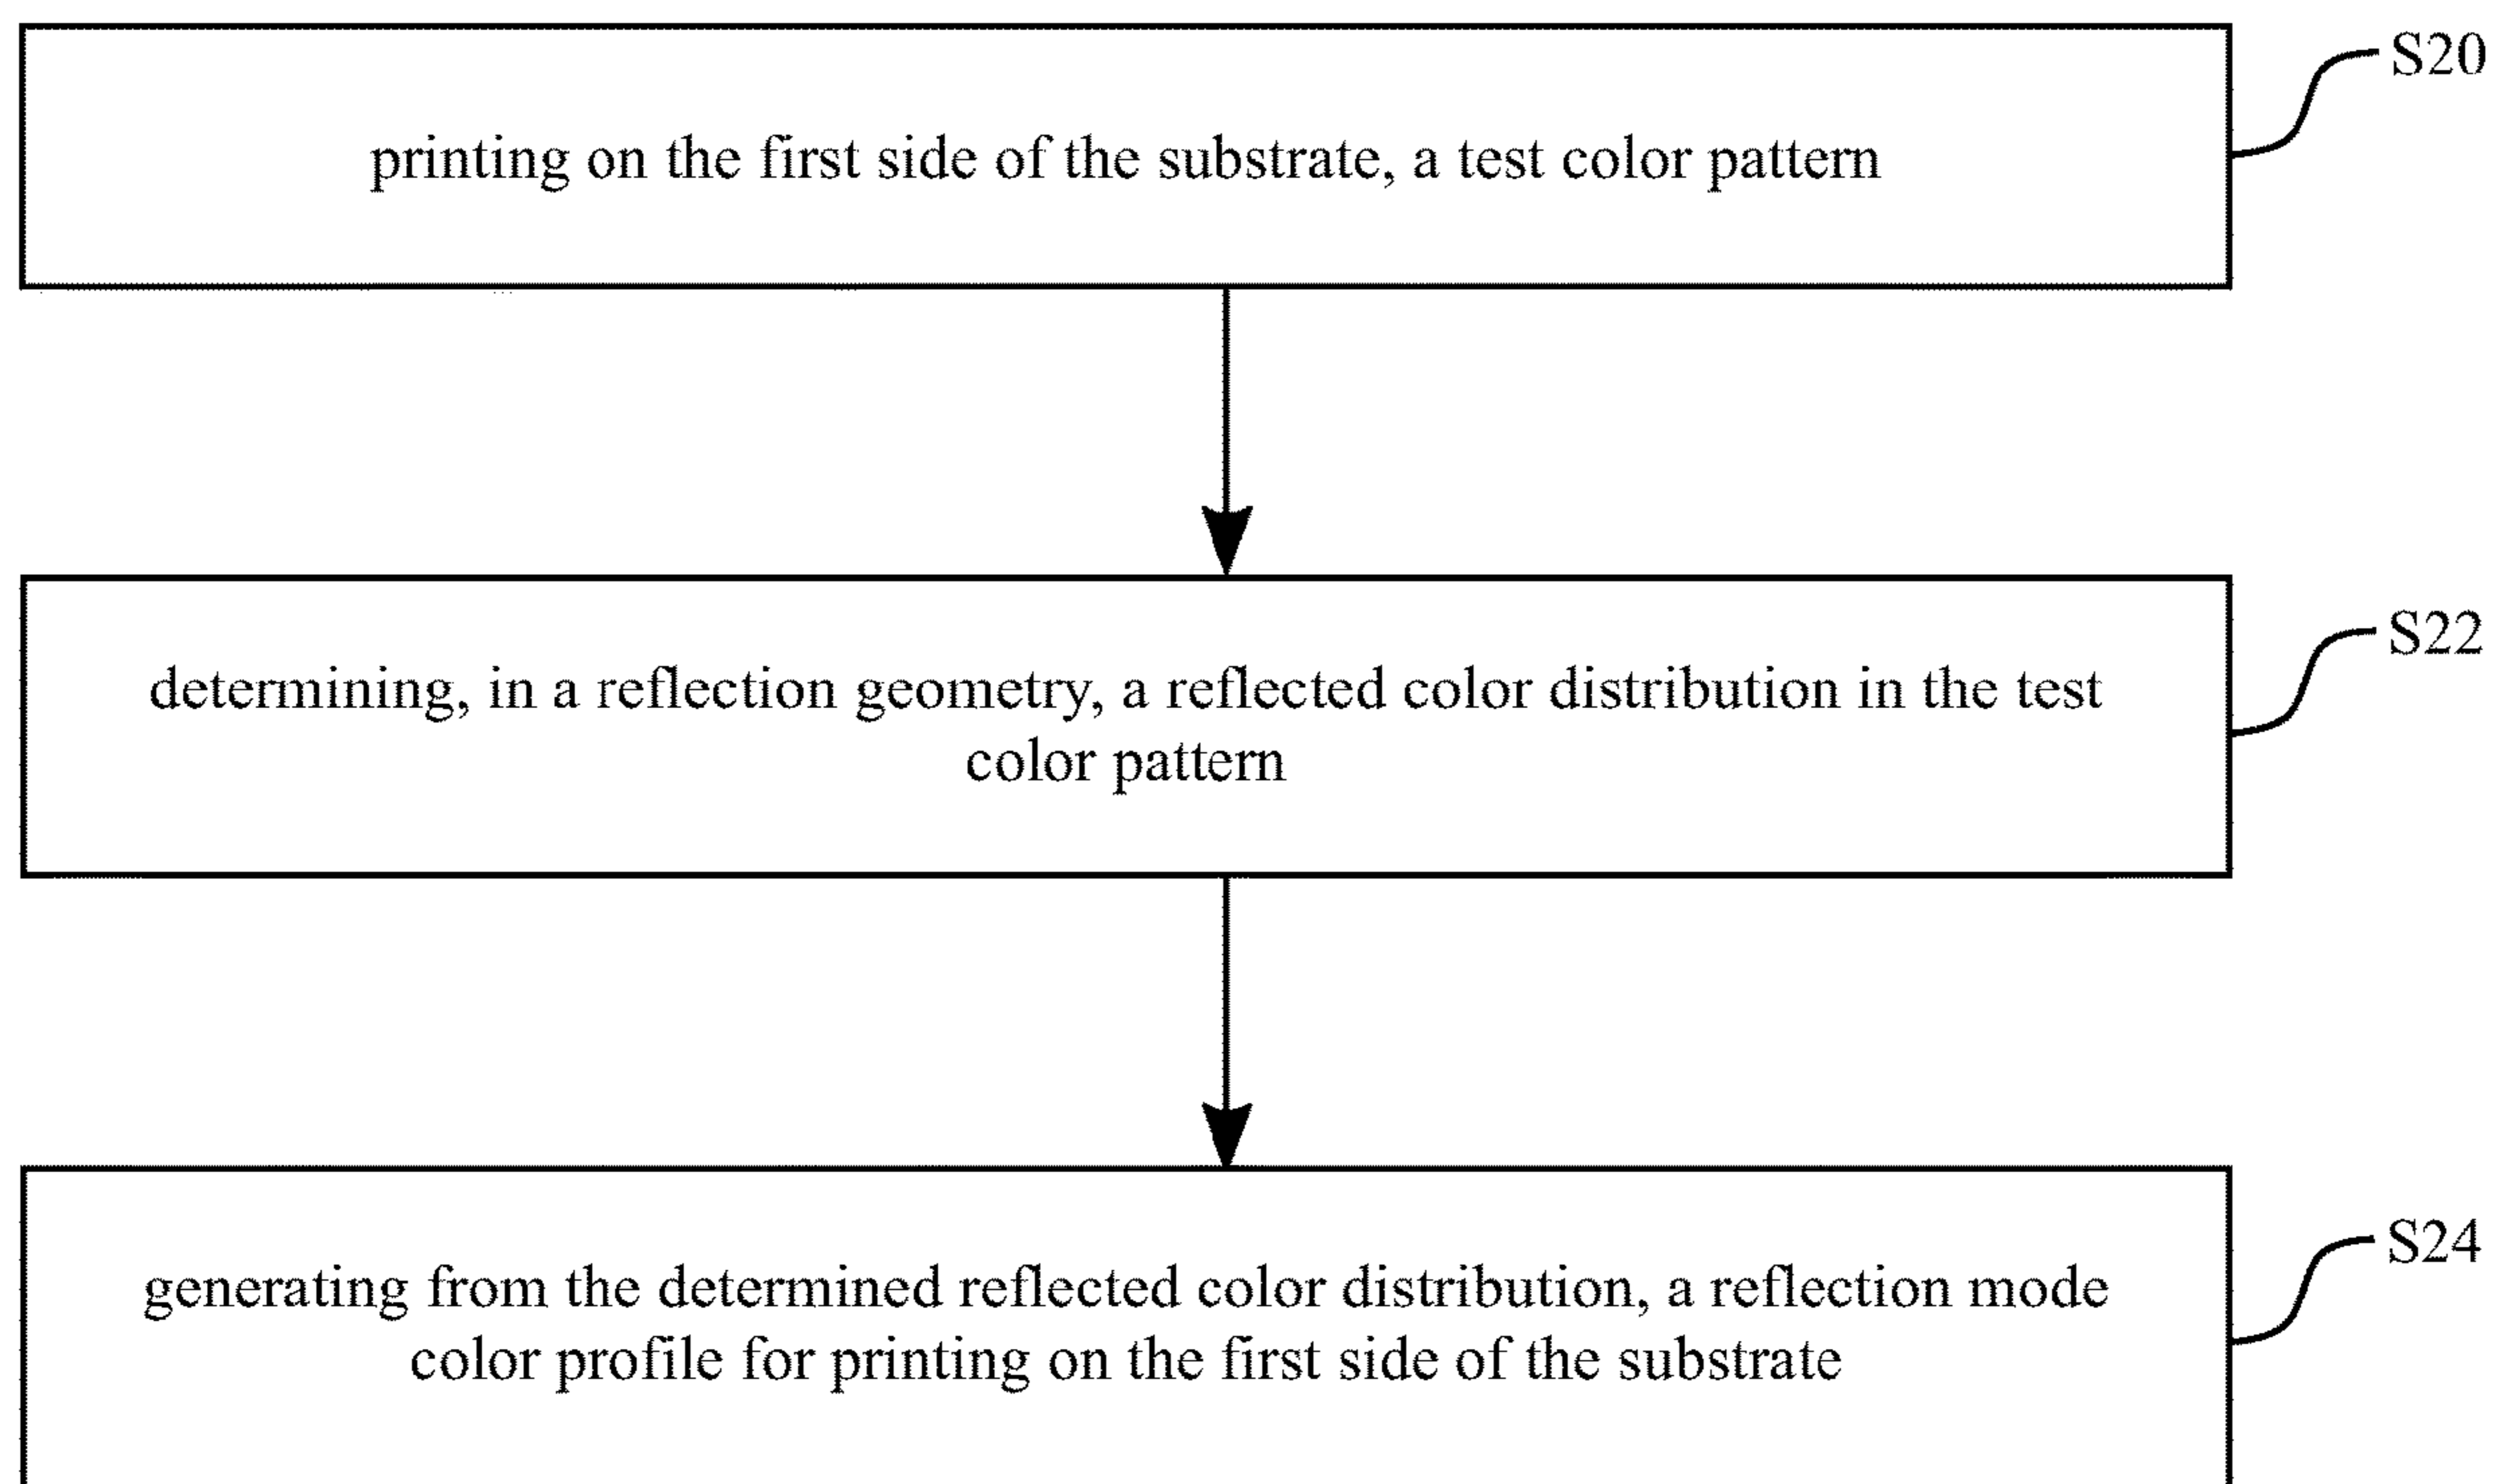 S20
printing on the first side of the substrate, a test color pattern
S22
determining, in a reflection geometry, a reflected color distribution in the test
color pattern
S24
generating from the determined reflected color distribution, a reflection mode
color profile for printing on the first side of the substrate